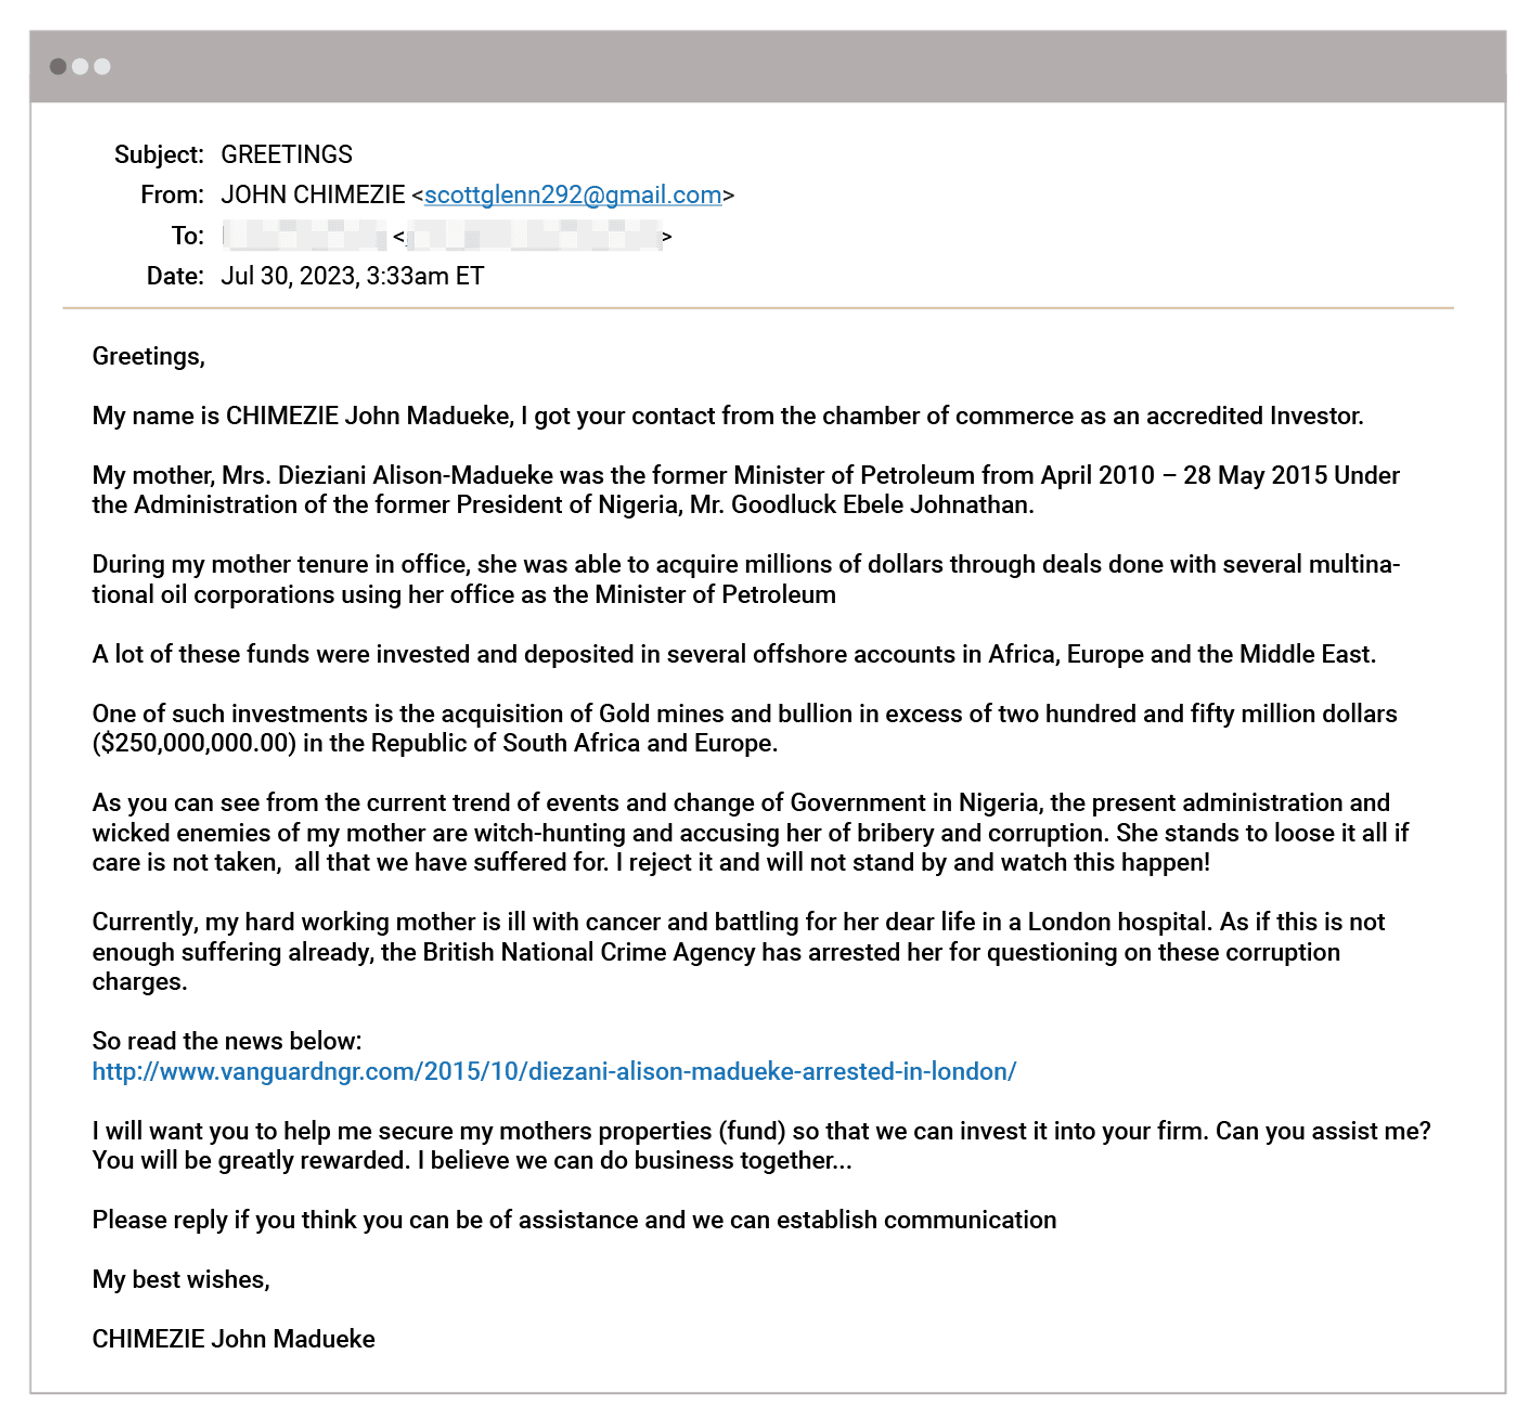 Subject: GREETINGS
From: JOHN CHIMEZIE <scottglenn292@gmail.com>
To: < >
Date: Jul 30, 2023, 3:33am ET
Greetings,
My name is CHIMEZIE John Madueke, I got your contact from the chamber of commerce as an accredited Investor.
My mother, Mrs. Dieziani Alison-Madueke was the former Minister of Petroleum from April 2010 – 28 May 2015 Under
the Administration of the former President of Nigeria, Mr. Goodluck Ebele Johnathan.
During my mother tenure in office, she was able to acquire millions of dollars through deals done with several multina-
tional oil corporations using her office as the Minister of Petroleum
A lot of these funds were invested and deposited in several offshore accounts in Africa, Europe and the Middle East.
One of such investments is the acquisition of Gold mines and bullion in excess of two hundred and fifty million dollars
($250,000,000.00) in the Republic of South Africa and Europe.
As you can see from the current trend of events and change of Government in Nigeria, the present administration and
wicked enemies of my mother are witch-hunting and accusing her of bribery and corruption. She stands to loose it all if
care is not taken,  all that we have suffered for. I reject it and will not stand by and watch this happen!
Currently, my hard working mother is ill with cancer and battling for her dear life in a London hospital. As if this is not
enough suffering already, the British National Crime Agency has arrested her for questioning on these corruption
charges.
So read the news below:
http://www.vanguardngr.com/2015/10/diezani-alison-madueke-arrested-in-london/
I will want you to help me secure my mothers properties (fund) so that we can invest it into your firm. Can you assist me?
You will be greatly rewarded. I believe we can do business together...
Please reply if you think you can be of assistance and we can establish communication
My best wishes,
CHIMEZIE John Madueke